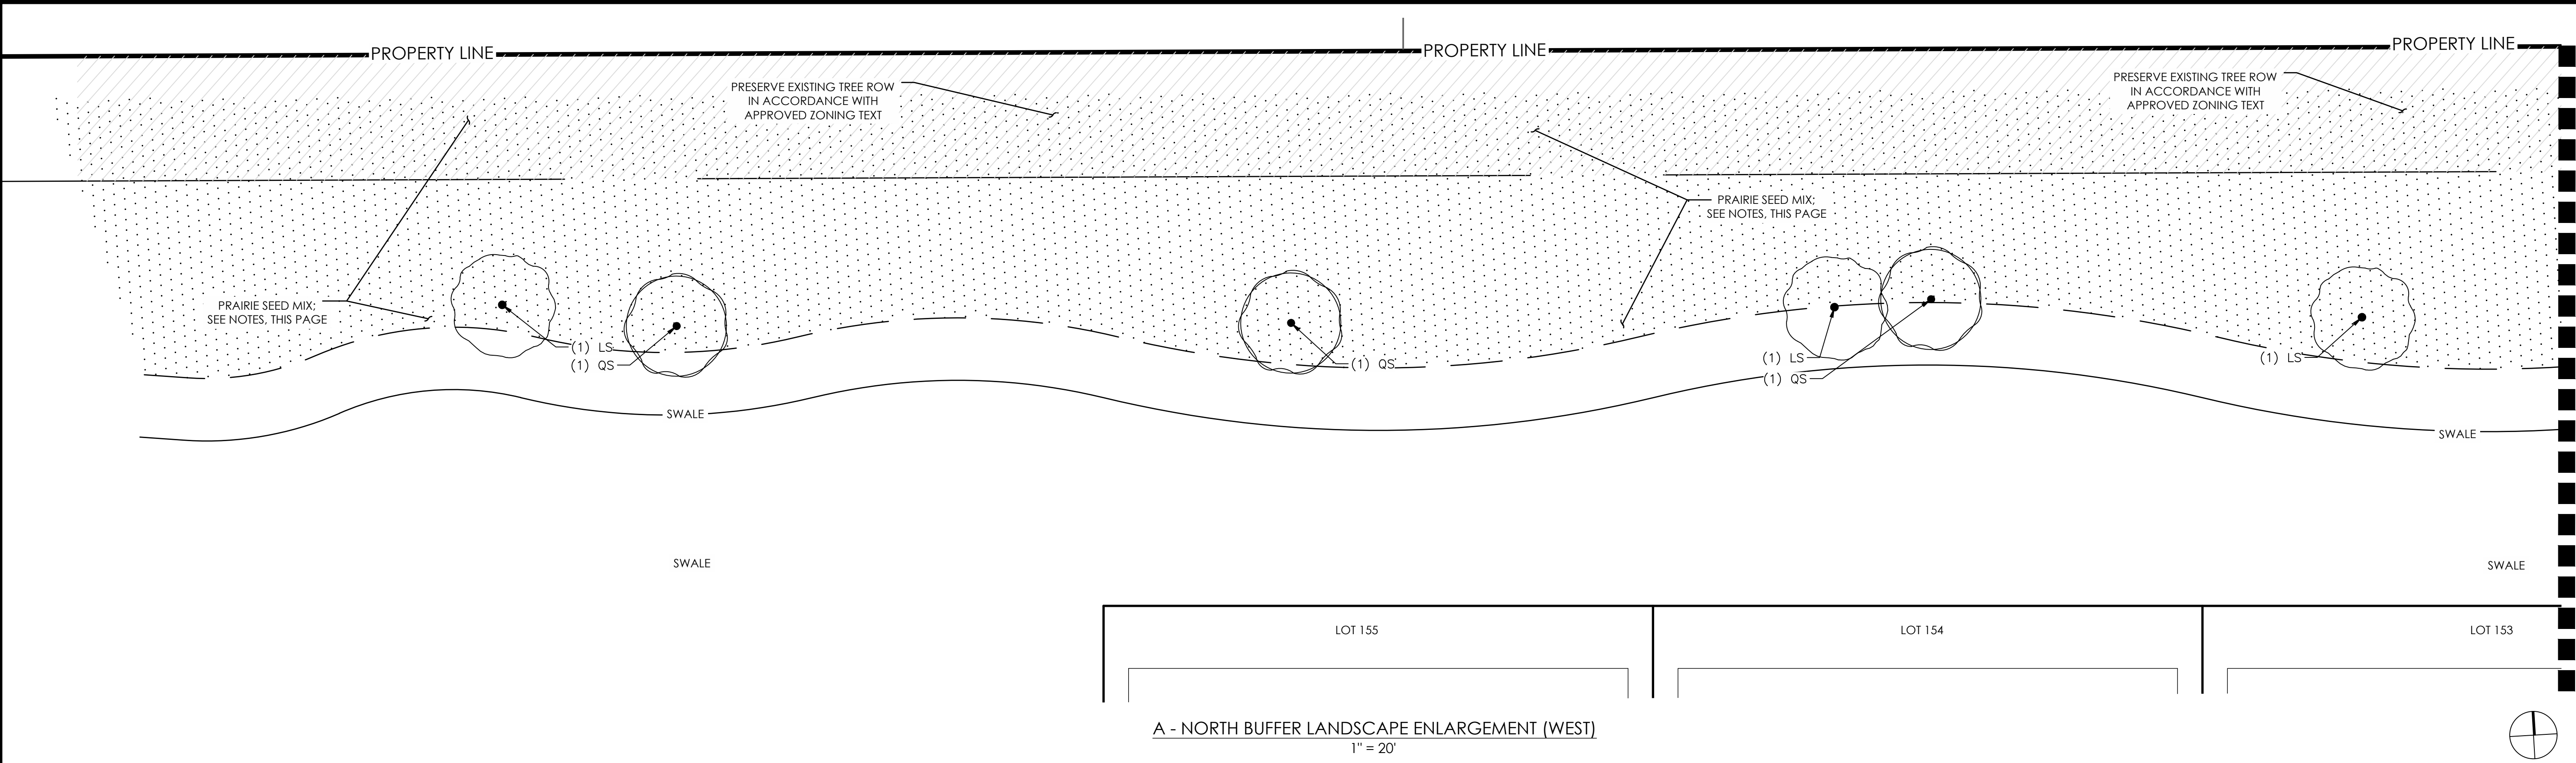 PROPERTY LINE
PROPERTY LINE
PROPERTY LINE
PRESERVE EXISTING TREE ROW
IN ACCORDANCE WITH
APPROVED ZONING TEXT
PRESERVE EXISTING TREE ROW
IN ACCORDANCE WITH
APPROVED ZONING TEXT
PRAIRIE SEED MIX;
SEE NOTES, THIS PAGE
PRAIRIE SEED MIX;
SEE NOTES, THIS PAGE
(1) LS
(1) QS
(1) QS
(1) LS
(1) QS
(1) LS
SWALE
SWALE
SWALE
SWALE
LOT 155
LOT 154
LOT 153
A - NORTH BUFFER LANDSCAPE ENLARGEMENT (WEST)
1" = 20'